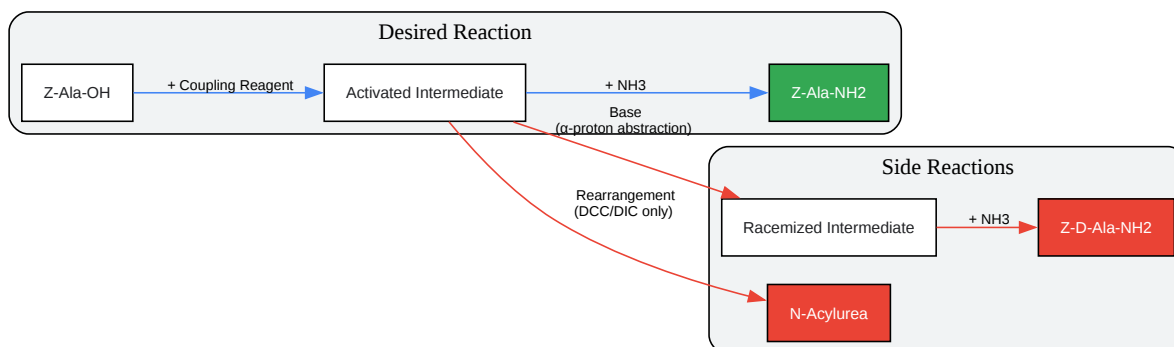 Desired Reaction
Z-Ala-OH
+ Coupling Reagent
Activated Intermediate
+ NH3
Z-Ala-NH2
Base
(α-proton abstraction)
Side Reactions
Rearrangement
(DCC/DIC only)
Racemized Intermediate
+ NH3
Z-D-Ala-NH2
N-Acylurea